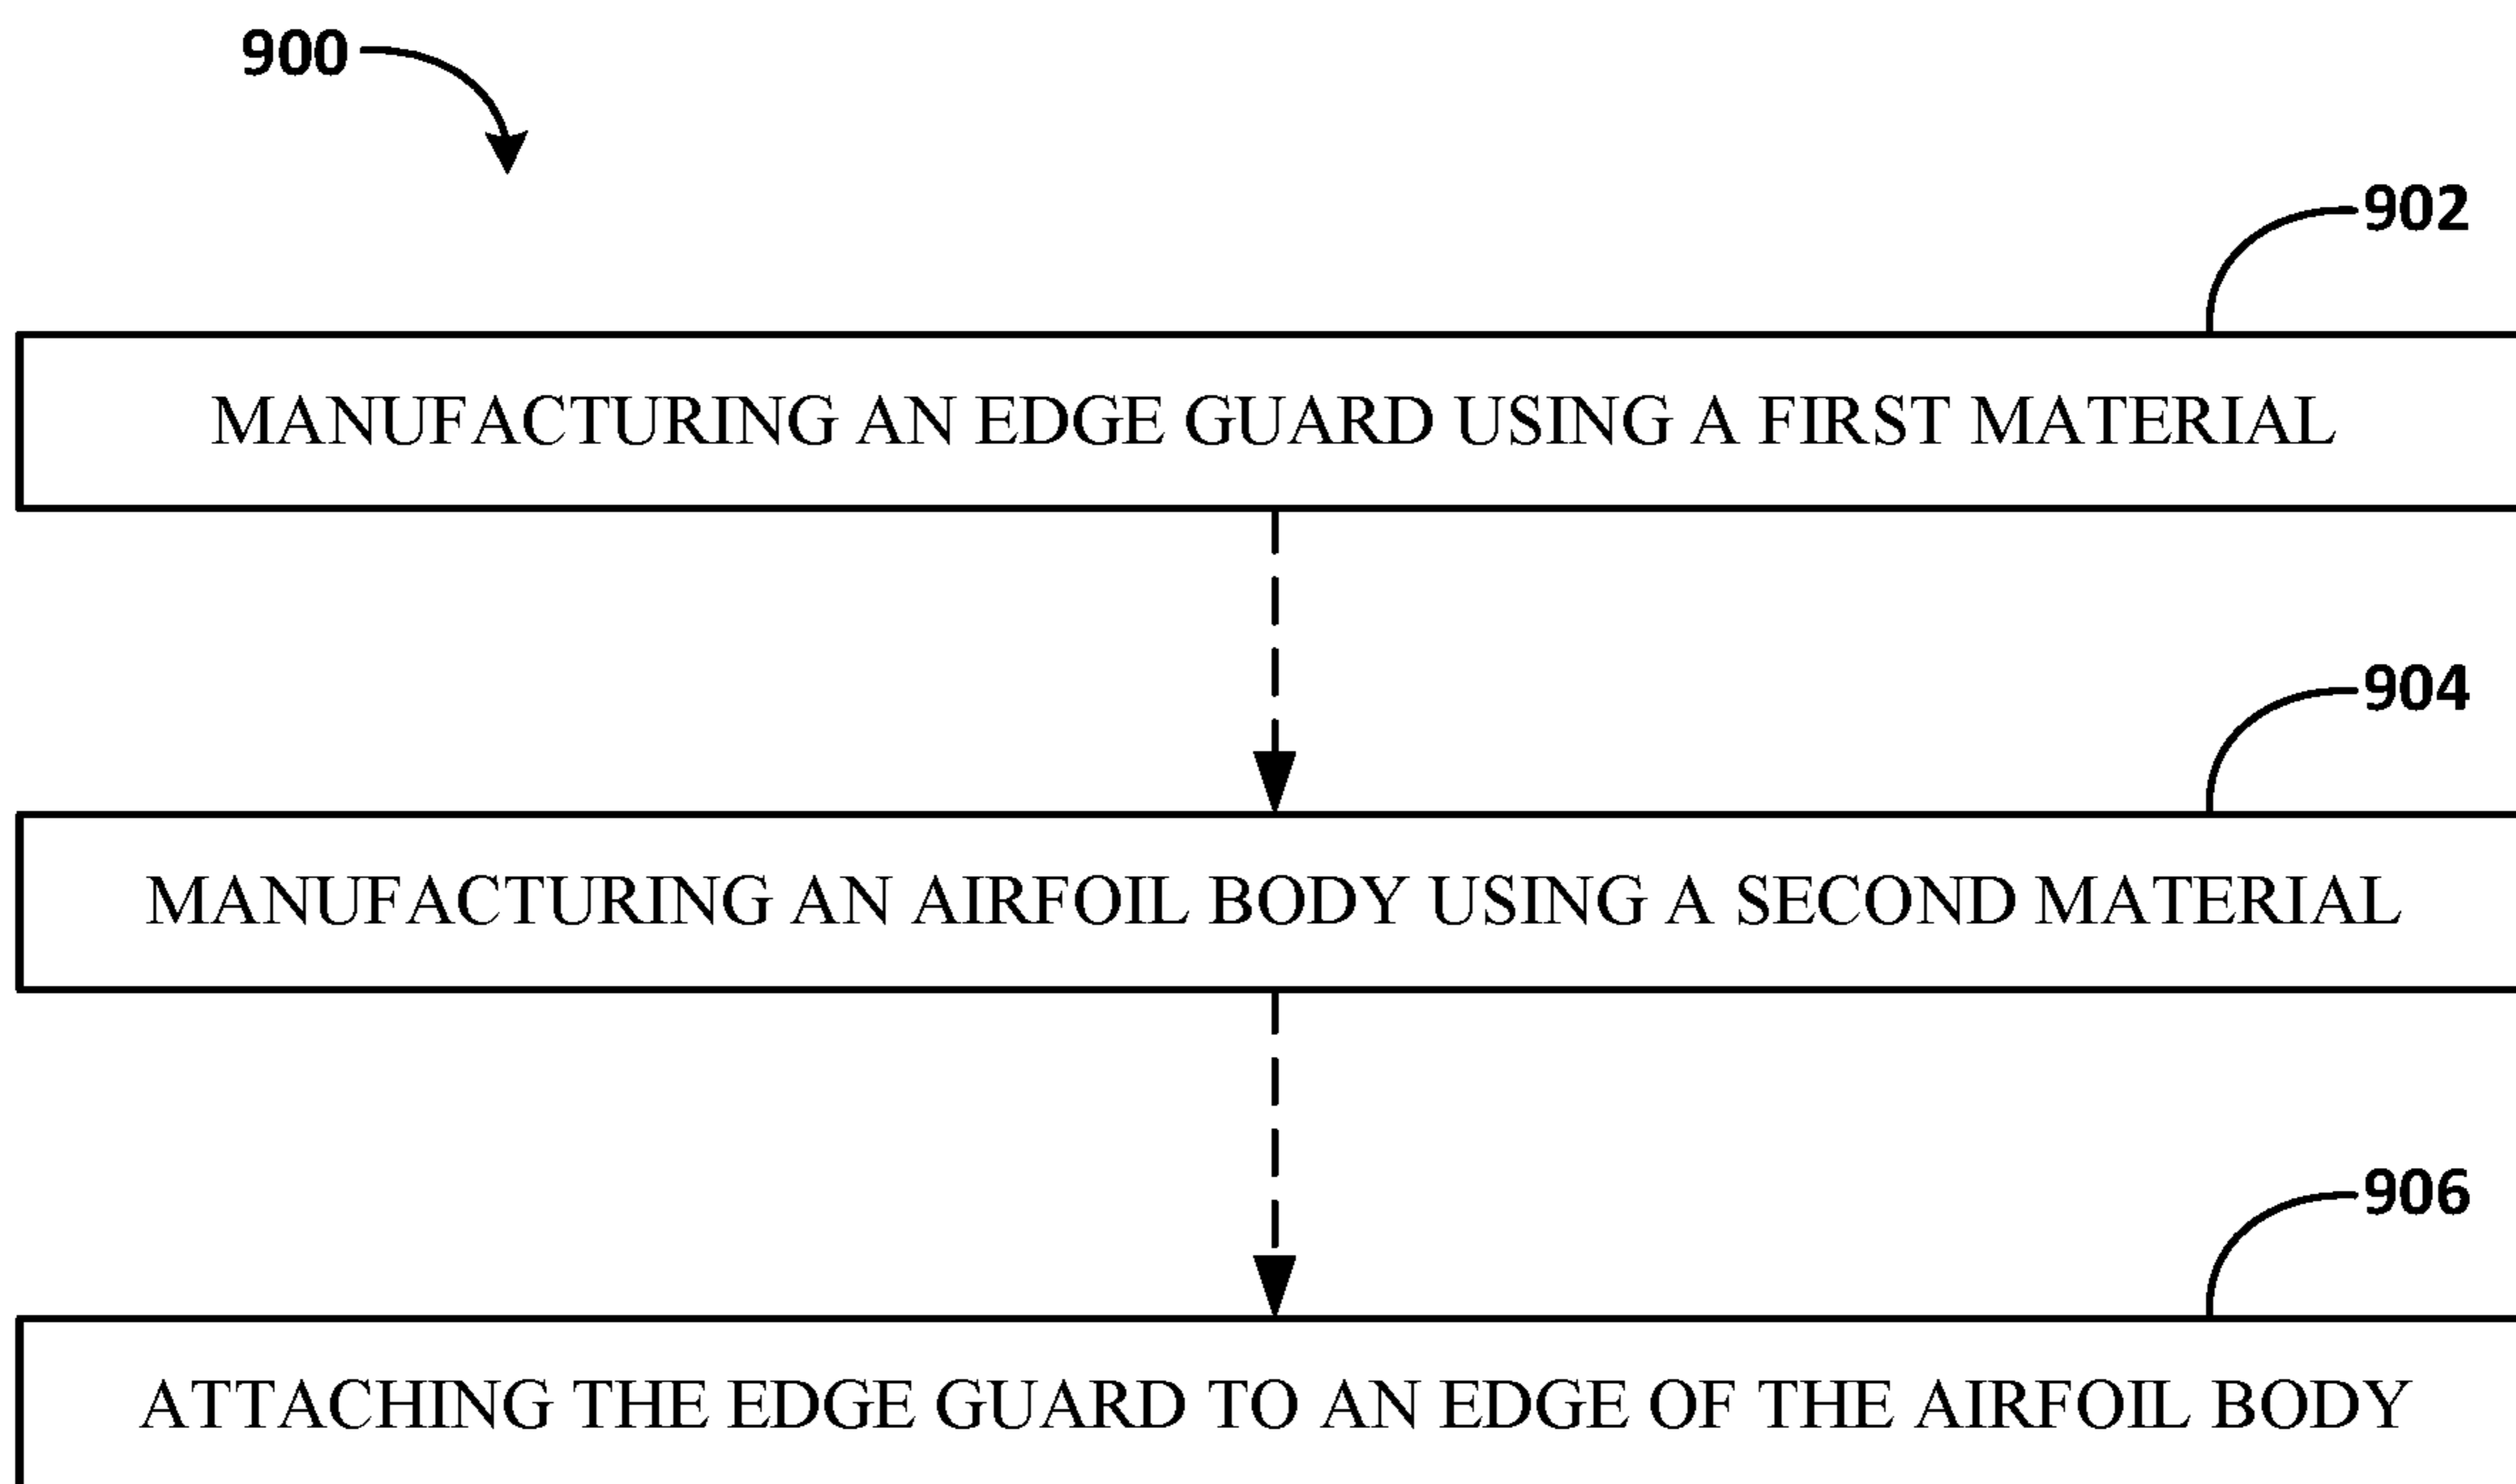 900
902
MANUFACTURING AN EDGE GUARD USING A FIRST MATERIAL
904
MANUFACTURING AN AIRFOIL BODY USING A SECOND MATERIAL
906
ATTACHING THE EDGE GUARD TO AN EDGE OF THE AIRFOIL BODY